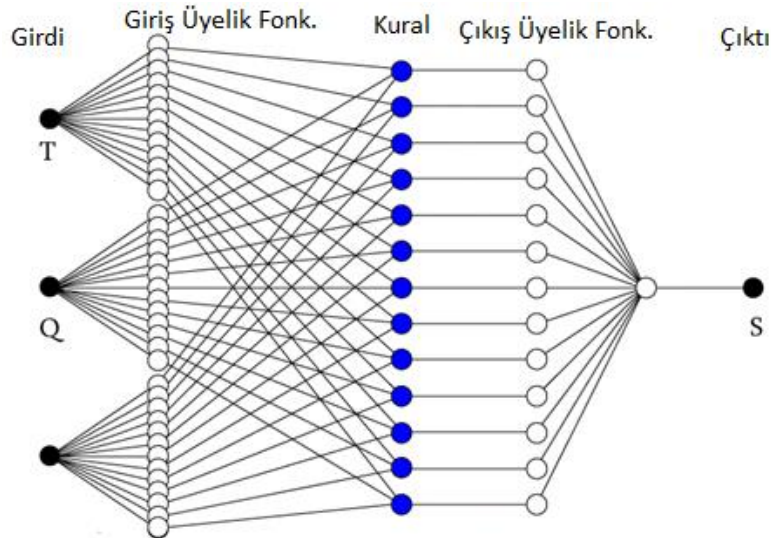 Girdi
Giriş Üyelik Fonk.
Kural
Çıkış Üyelik Fonk.
Çıktı
T
Q
S